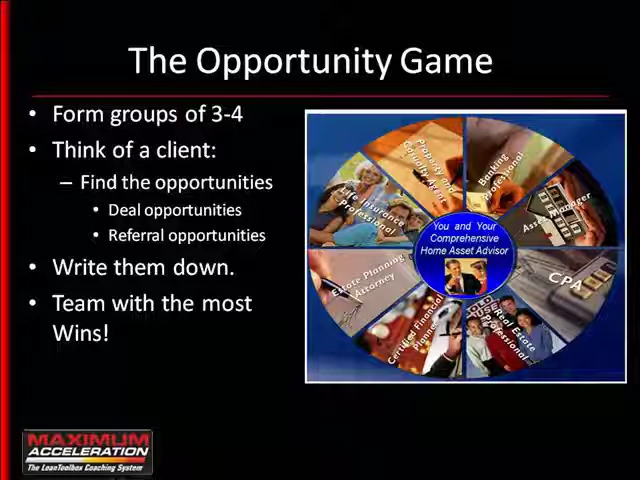 The Opportunity Game
• Form groups of 3-4
• Think of a client:
– Find the opportunities
• Deal opportunities
• Referral opportunities
• Write them down.
• Team with the most
Wins!
Property and
Casualty Agent
Banking
Professional
Life Insurance
Professional
Asset Manager
You and Your
Comprehensive
Home Asset Advisor
Estate Planning
Attorney
CPA
Certified Financial
Planner
Real Estate
Professional
SOLD
MAXIMUM
ACCELERATION
The LoanToolbox Coaching System